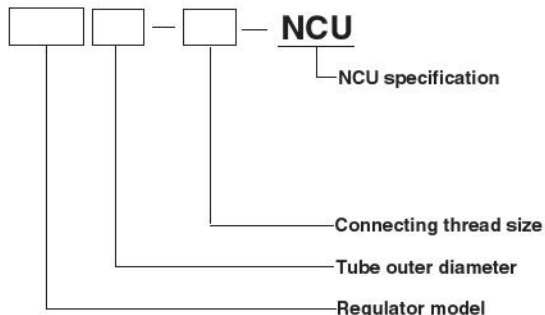 NCU
NCU specification
Connecting thread size
Tube outer diameter
Regulator model